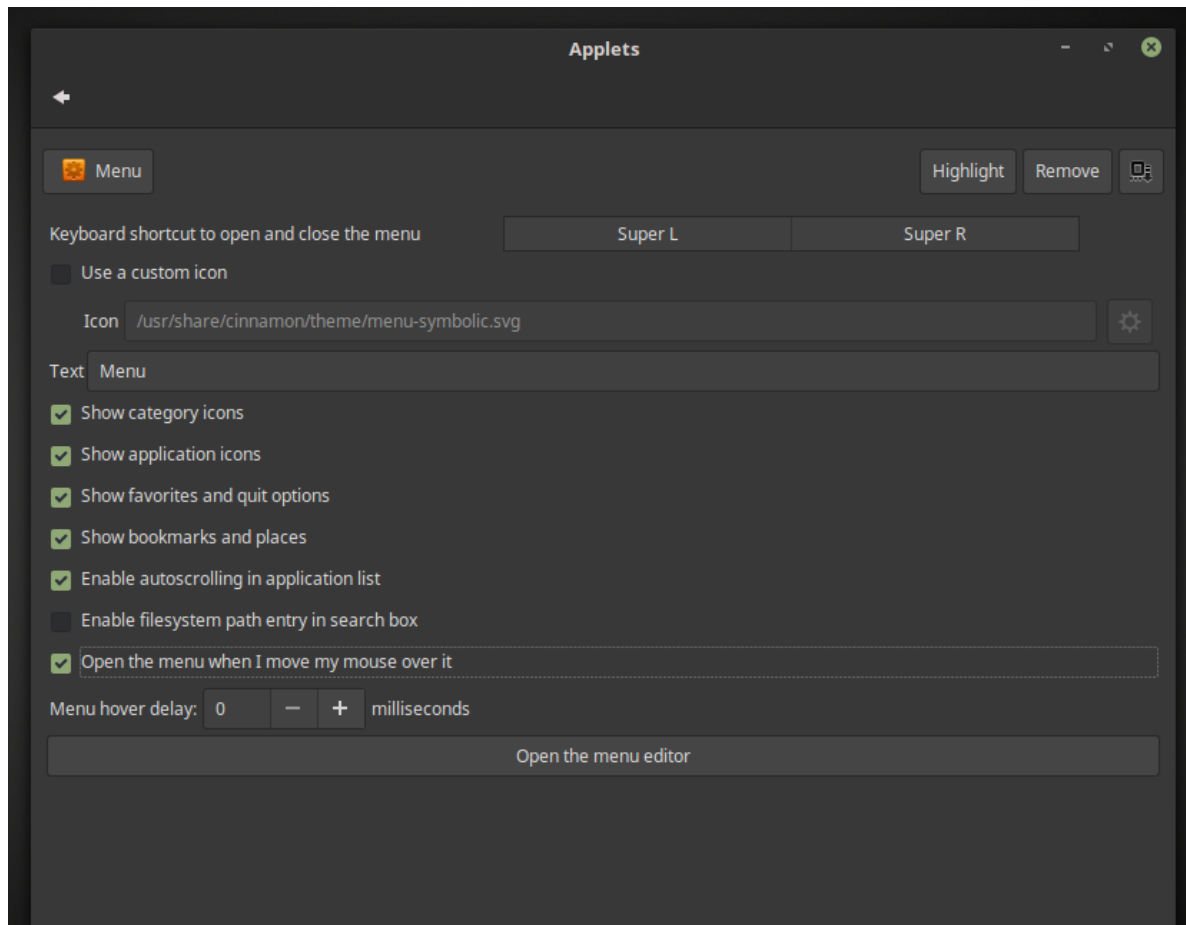 Applets
Menu Highlight Remove
Keyboard shortcut to open and close the menu Super L Super R
Use a custom icon
Icon /usr/share/cinnamon/theme/menu-symbolic.svg
Text Menu
Show category icons
Show application icons
Show favorites and quit options
Show bookmarks and places
Enable autoscrolling in application list
Enable filesystem path entry in search box
Open the menu when I move my mouse over it
Menu hover delay: 0 milliseconds
Open the menu editor